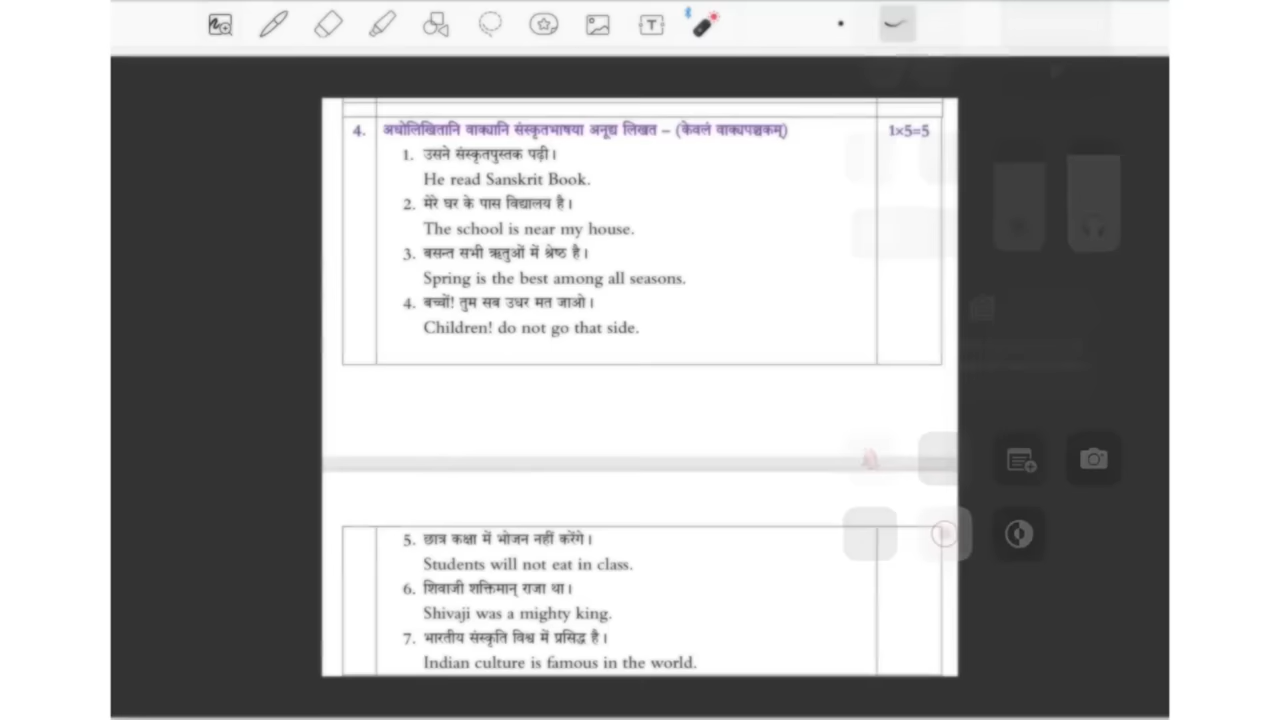 4. अधोलिखितानि वाक्यानि संस्कृतभाषया अनूद्य लिखत – (केवलं वाक्यपञ्चकम्) 1×5=5
1. उसने संस्कृतपुस्तक पढ़ी।
He read Sanskrit Book.
2. मेरे घर के पास विद्यालय है।
The school is near my house.
3. बसन्त सभी ऋतुओं में श्रेष्ठ है।
Spring is the best among all seasons.
4. बच्चों! तुम सब उधर मत जाओ।
Children! do not go that side.
5. छात्र कक्षा में भोजन नहीं करेंगे।
Students will not eat in class.
6. शिवाजी शक्तिमान् राजा था।
Shivaji was a mighty king.
7. भारतीय संस्कृति विश्व में प्रसिद्ध है।
Indian culture is famous in the world.